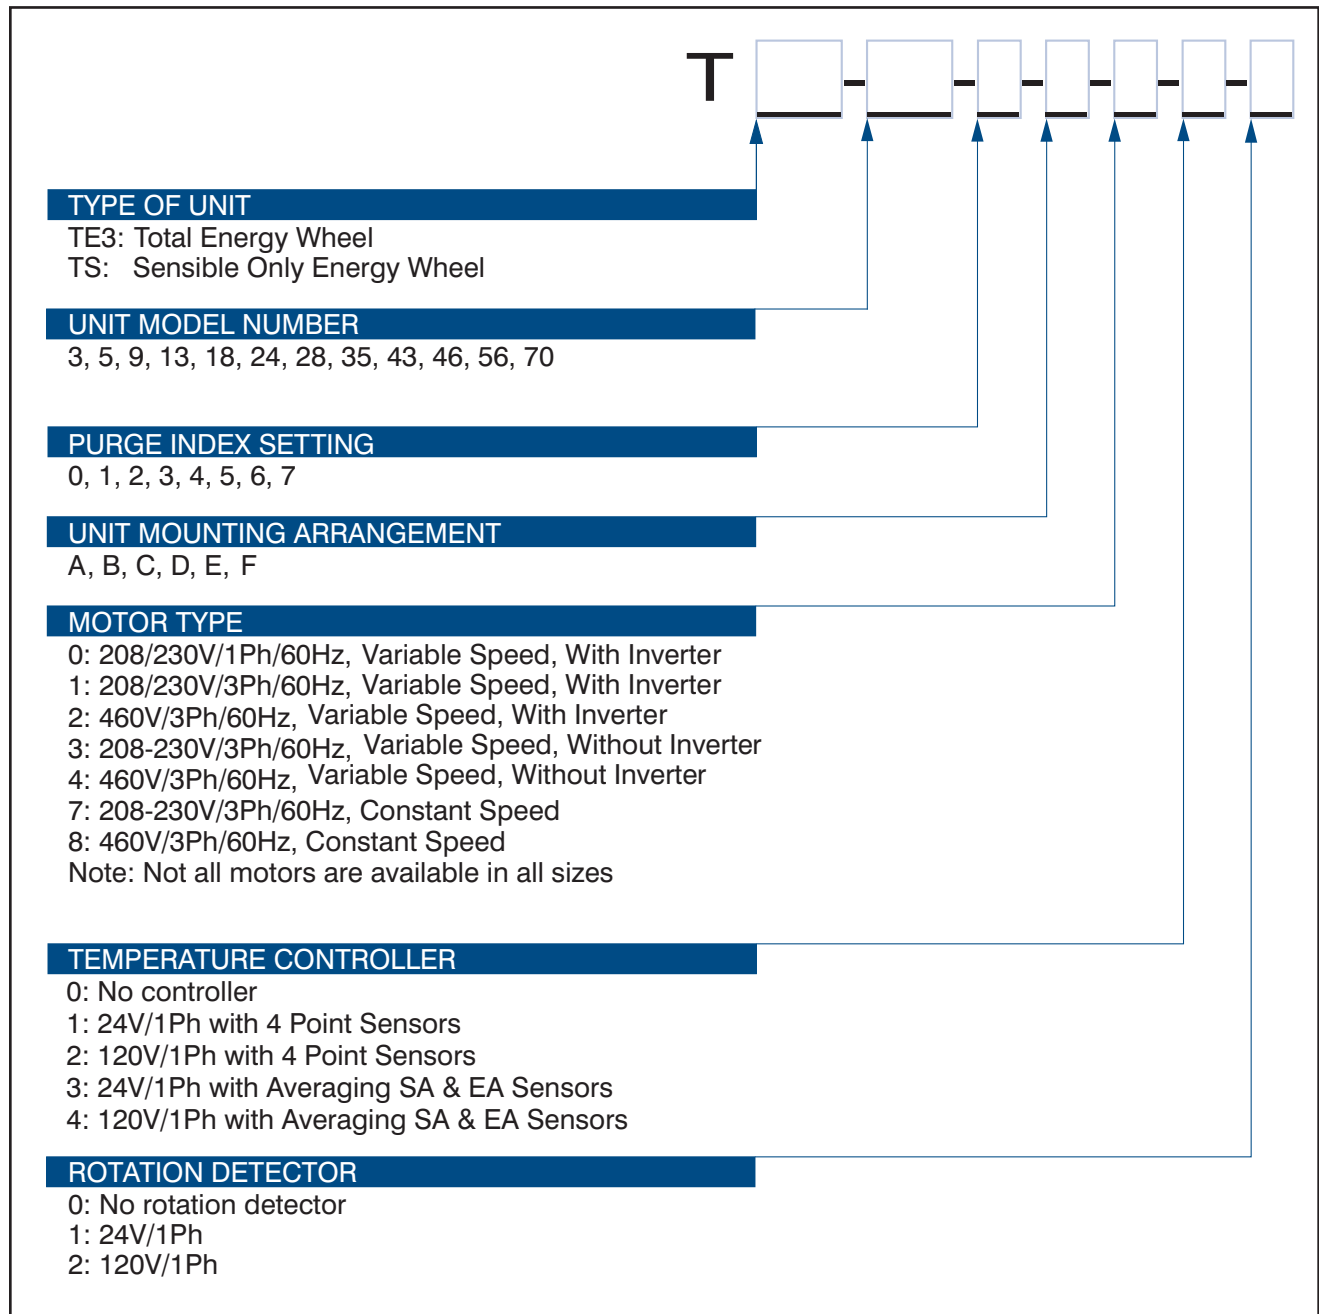 T - - - - - -
TYPE OF UNIT
TE3: Total Energy Wheel
TS: Sensible Only Energy Wheel
UNIT MODEL NUMBER
3, 5, 9, 13, 18, 24, 28, 35, 43, 46, 56, 70
PURGE INDEX SETTING
0, 1, 2, 3, 4, 5, 6, 7
UNIT MOUNTING ARRANGEMENT
A, B, C, D, E, F
MOTOR TYPE
0: 208/230V/1Ph/60Hz, Variable Speed, With Inverter
1: 208/230V/3Ph/60Hz, Variable Speed, With Inverter
2: 460V/3Ph/60Hz, Variable Speed, With Inverter
3: 208-230V/3Ph/60Hz, Variable Speed, Without Inverter
4: 460V/3Ph/60Hz, Variable Speed, Without Inverter
7: 208-230V/3Ph/60Hz, Constant Speed
8: 460V/3Ph/60Hz, Constant Speed
Note: Not all motors are available in all sizes
TEMPERATURE CONTROLLER
0: No controller
1: 24V/1Ph with 4 Point Sensors
2: 120V/1Ph with 4 Point Sensors
3: 24V/1Ph with Averaging SA & EA Sensors
4: 120V/1Ph with Averaging SA & EA Sensors
ROTATION DETECTOR
0: No rotation detector
1: 24V/1Ph
2: 120V/1Ph